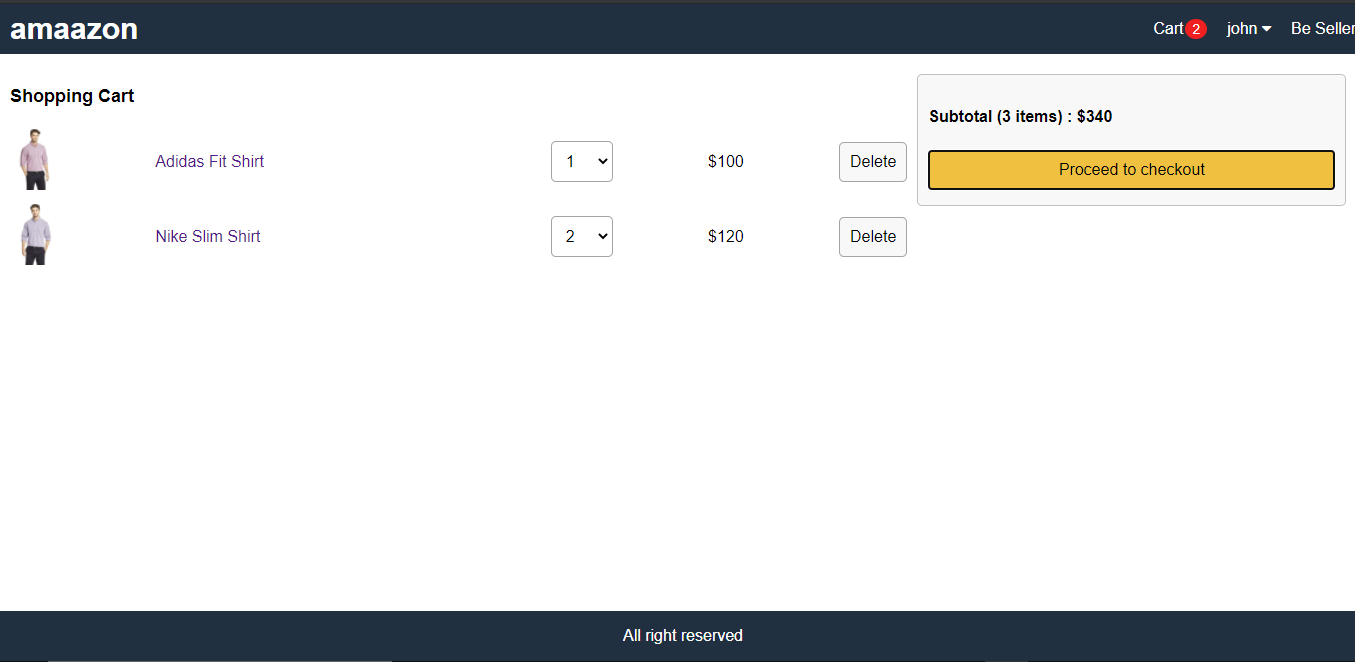 amaazon
Cart 2 john Be Seller
Shopping Cart
Adidas Fit Shirt 1 $100 Delete
Nike Slim Shirt 2 $120 Delete
Subtotal (3 items) : $340
Proceed to checkout
All right reserved